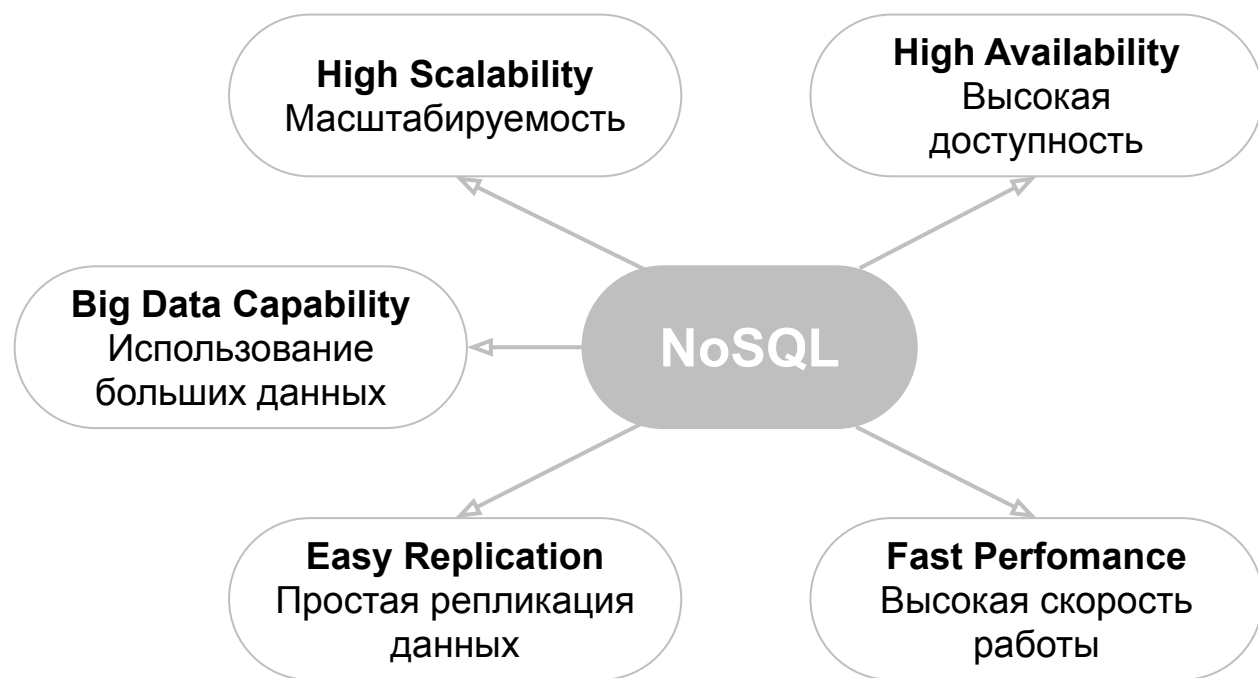 High Scalability
Масштабируемость
High Availability
Высокая
доступность
Big Data Capability
Использование
больших данных
NoSQL
Easy Replication
Простая репликация
данных
Fast Perfomance
Высокая скорость
работы